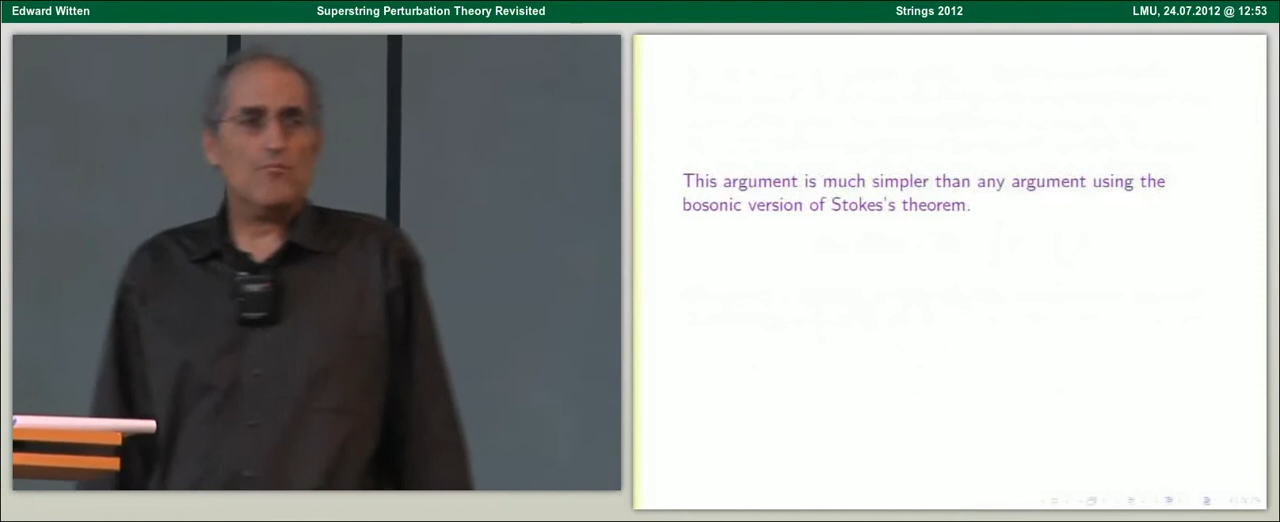 Edward Witten Superstring Perturbation Theory Revisited Strings 2012 LMU, 24.07.2012 @ 12:53
This argument is much simpler than any argument using the
bosonic version of Stokes's theorem.